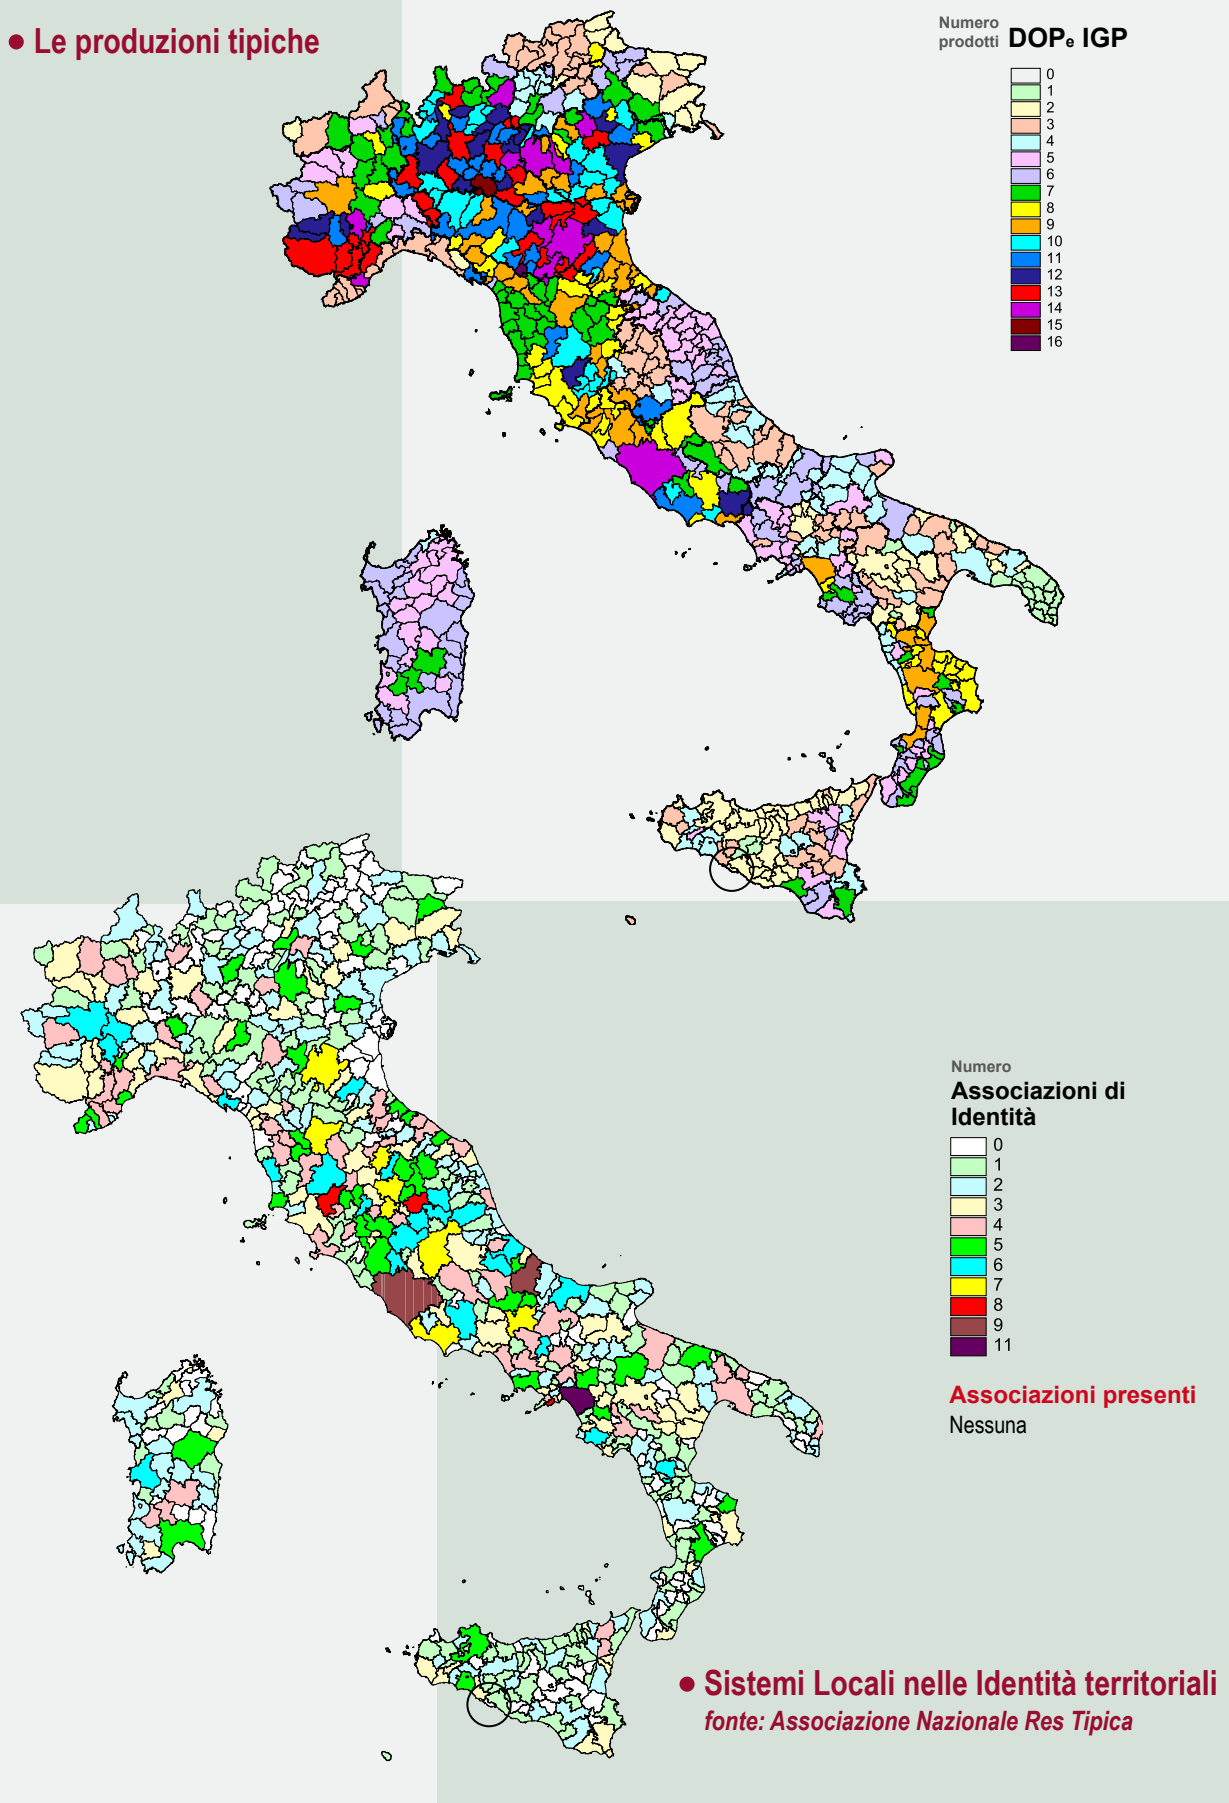 • Le produzioni tipiche
Numero
prodotti DOPe IGP
0
1
2
3
4
5
6
7
8
9
10
11
12
13
14
15
16
Numero
Associazioni di
Identità
0
1
2
3
4
5
6
7
8
9
11
Associazioni presenti
Nessuna
• Sistemi Locali nelle Identità territoriali
fonte: Associazione Nazionale Res Tipica